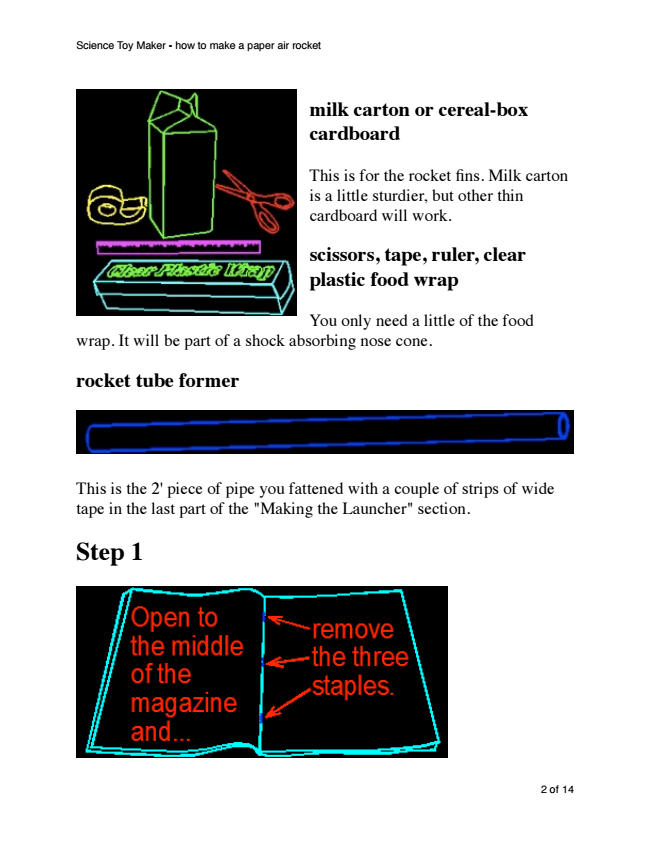 Science Toy Maker - how to make a paper air rocket
milk carton or cereal-box
cardboard
This is for the rocket fins. Milk carton
is a little sturdier, but other thin
cardboard will work.
Clear Plastic Wrap
scissors, tape, ruler, clear
plastic food wrap
You only need a little of the food
wrap. It will be part of a shock absorbing nose cone.
rocket tube former
This is the 2' piece of pipe you fattened with a couple of strips of wide
tape in the last part of the "Making the Launcher" section.
Step 1
Open to
the middle
of the
magazine
and...
remove
the three
staples.
2 of 14